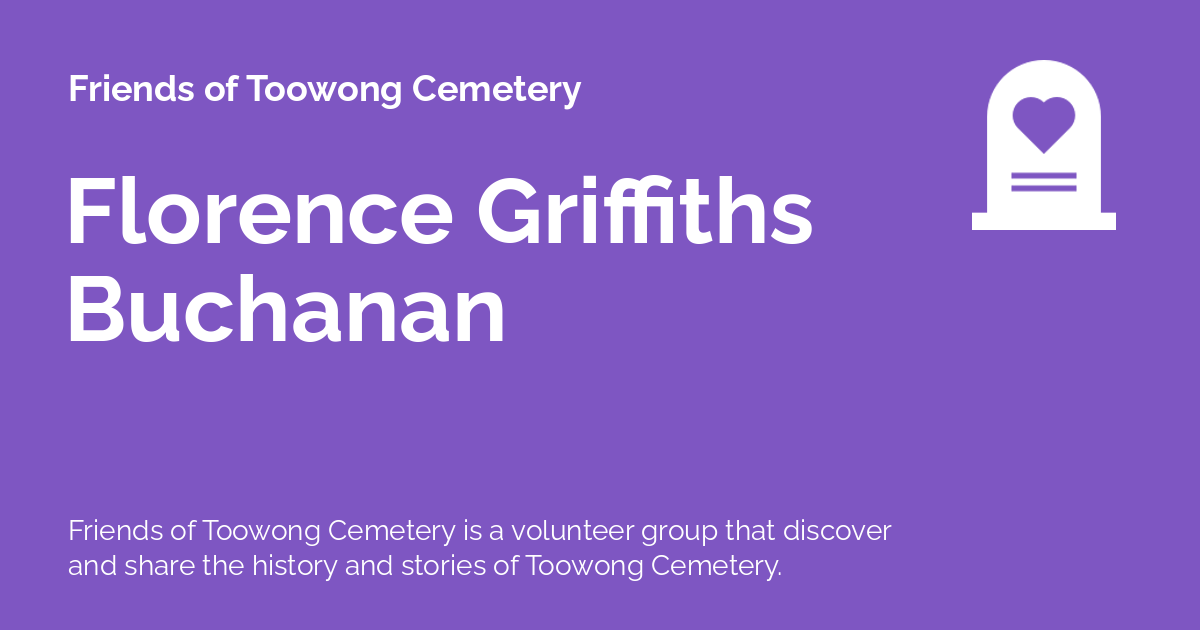 Friends of Toowong Cemetery
Florence Griffiths
Buchanan
Friends of Toowong Cemetery is a volunteer group that discover
and share the history and stories of Toowong Cemetery.